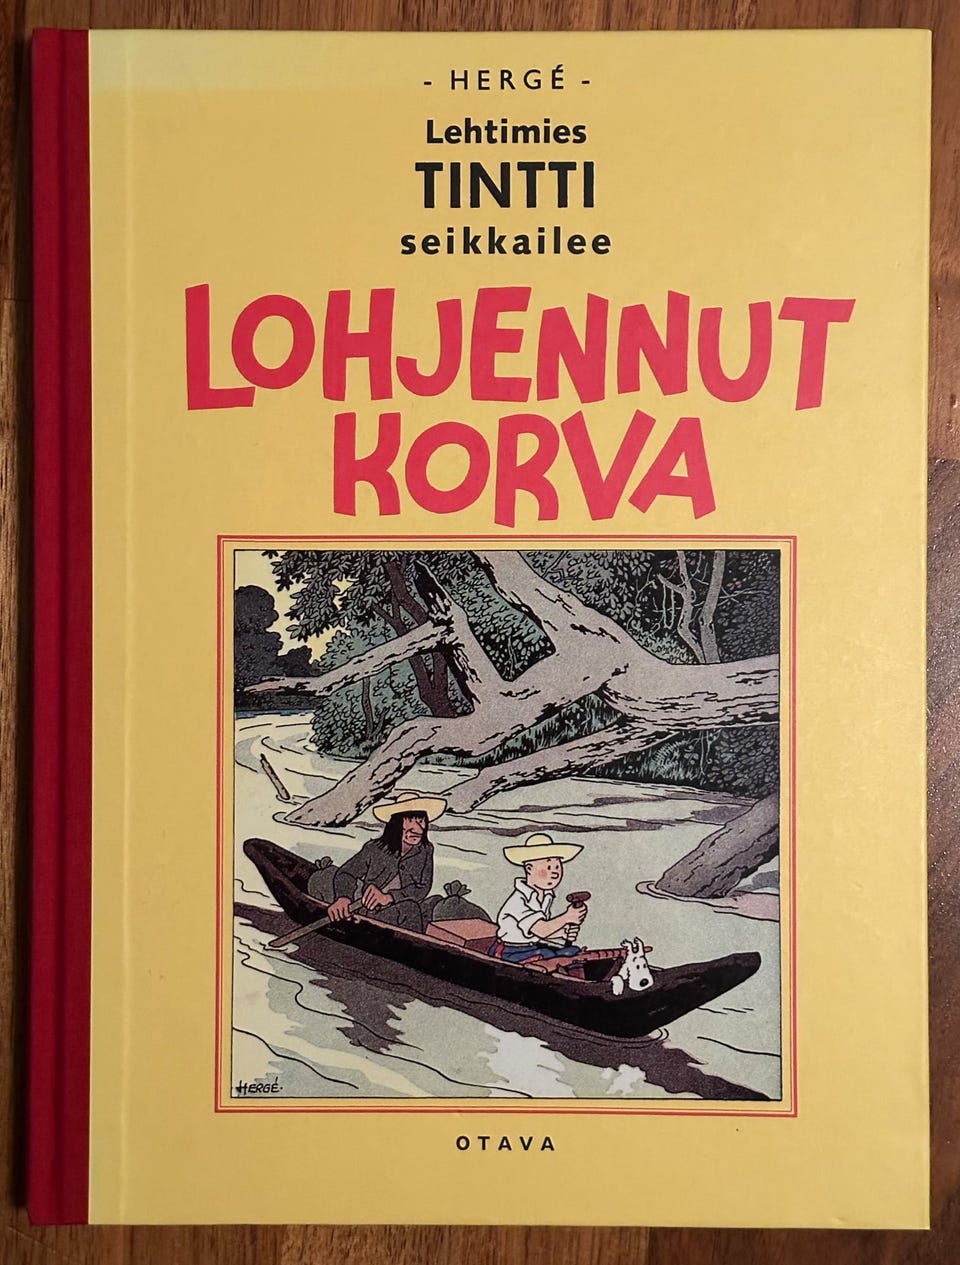 - HERGÉ -
Lehtimies
TINTTI
seikkailee
LOHJENNUT
KORVA
HERGÉ.
OTAVA